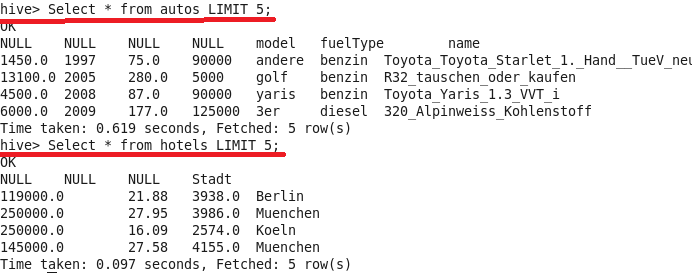 hive> Select * from autos LIMIT 5;
OK
NULL NULL NULL NULL model fuelType name
1450.0 1997 75.0 90000 andere benzin Toyota_Toyota_Starlet_1._Hand__TueV_neu
13100.0 2005 280.0 5000 golf benzin R32_tauschen_oder_kaufen
4500.0 2008 87.0 90000 yaris benzin Toyota_Yaris_1.3_VVT_i
6000.0 2009 177.0 125000 3er diesel 320_Alpinweiss_Kohlenstoff
Time taken: 0.619 seconds, Fetched: 5 row(s)
hive> Select * from hotels LIMIT 5;
OK
NULL NULL NULL Stadt
119000.0 21.88 3938.0 Berlin
250000.0 27.95 3986.0 Muenchen
250000.0 16.09 2574.0 Koeln
145000.0 27.58 4155.0 Muenchen
Time taken: 0.097 seconds, Fetched: 5 row(s)